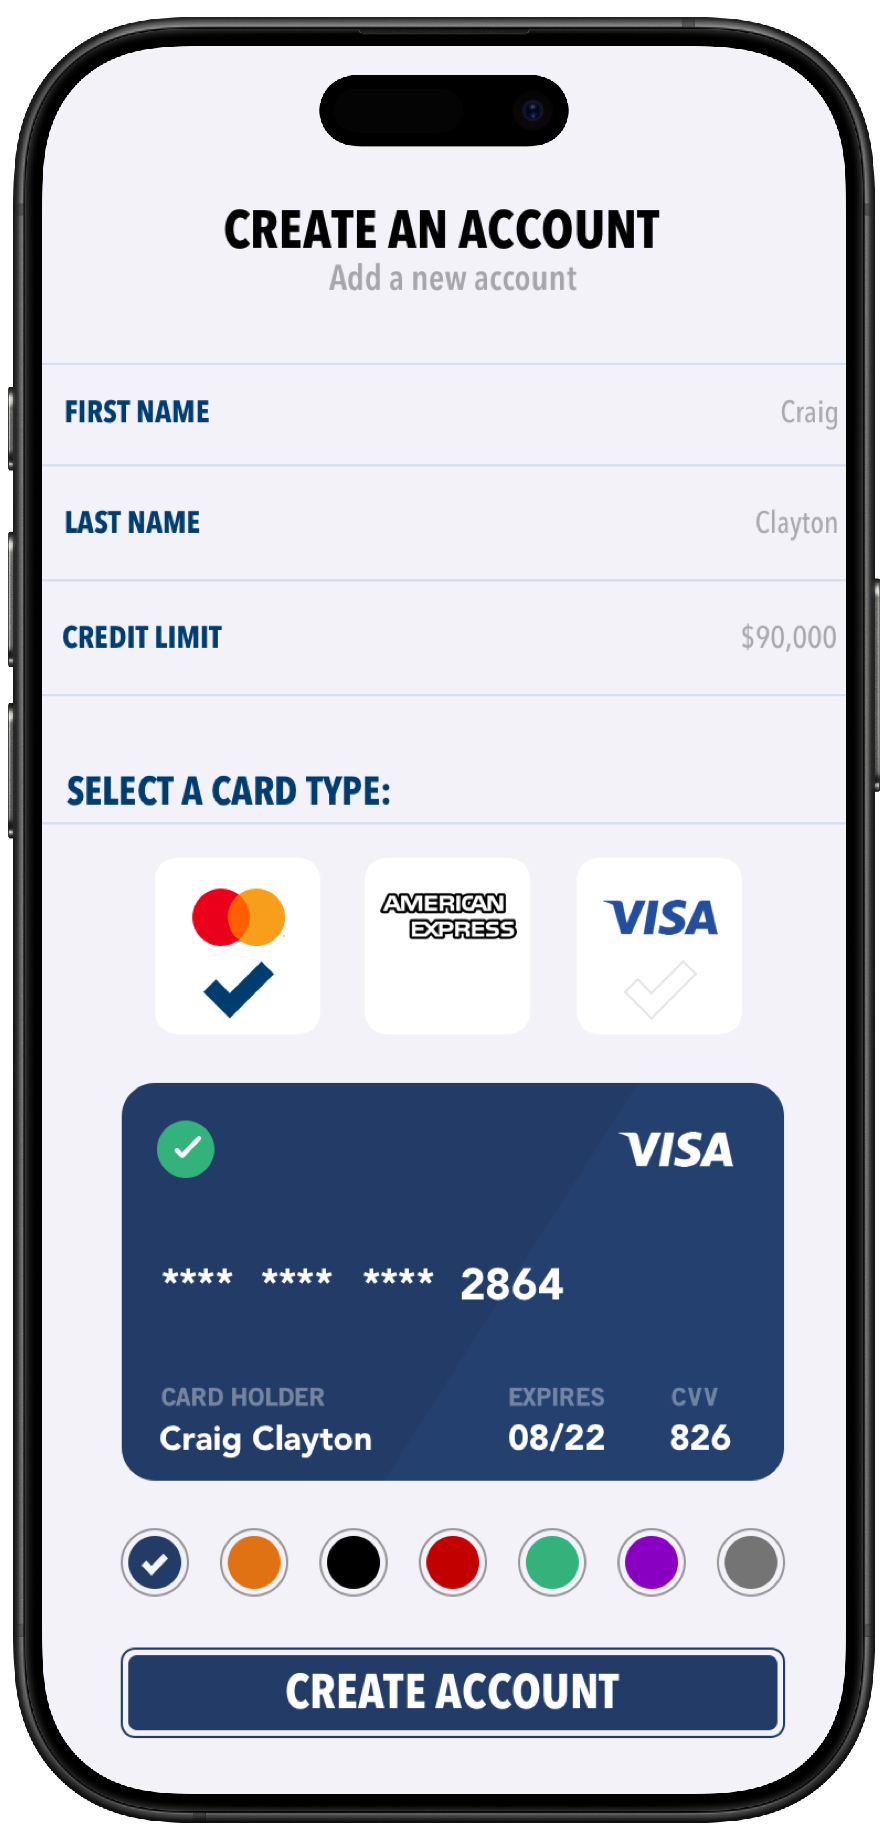 CREATE AN ACCOUNT
Add a new account
FIRST NAME Craig
LAST NAME Clayton
CREDIT LIMIT $90,000
SELECT A CARD TYPE:
AMERICAN
EXPRESS
VISA
VISA
**** **** **** 2864
CARD HOLDER EXPIRES CVV
Craig Clayton 08/22 826
CREATE ACCOUNT